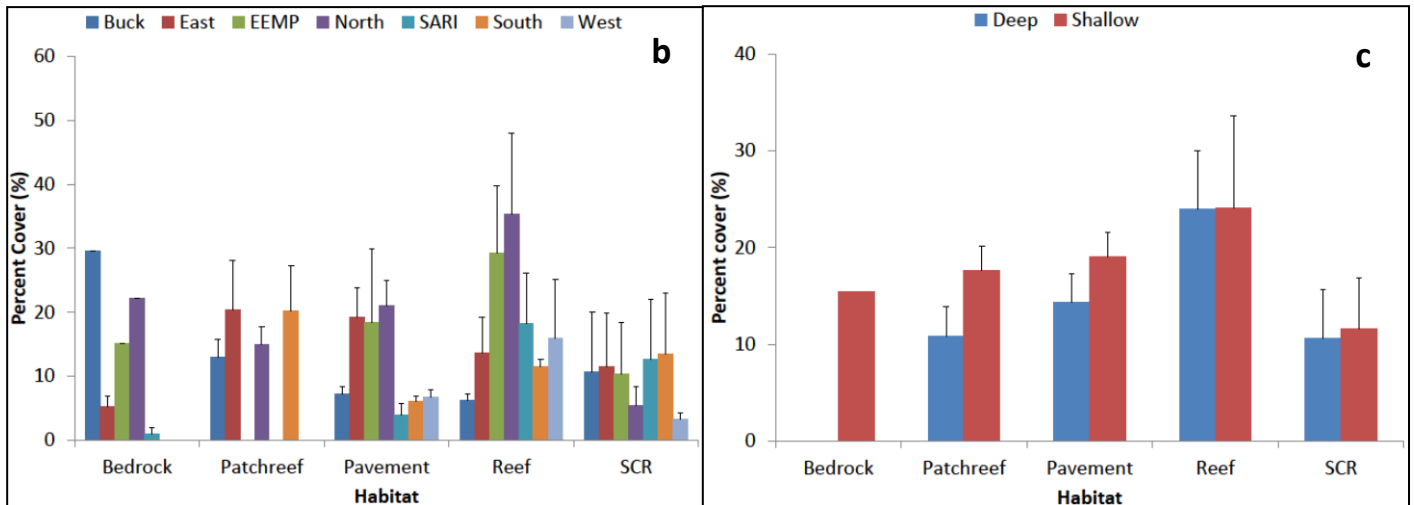 Buck East EEMP North SARI South West
b
60
50
40
30
20
10
0
Percent Cover (%)
Bedrock Patchreef Pavement Reef SCR
Habitat
Deep Shallow
c
40
30
20
10
0
Percent cover (%)
Bedrock Patchreef Pavement Reef SCR
Habitat